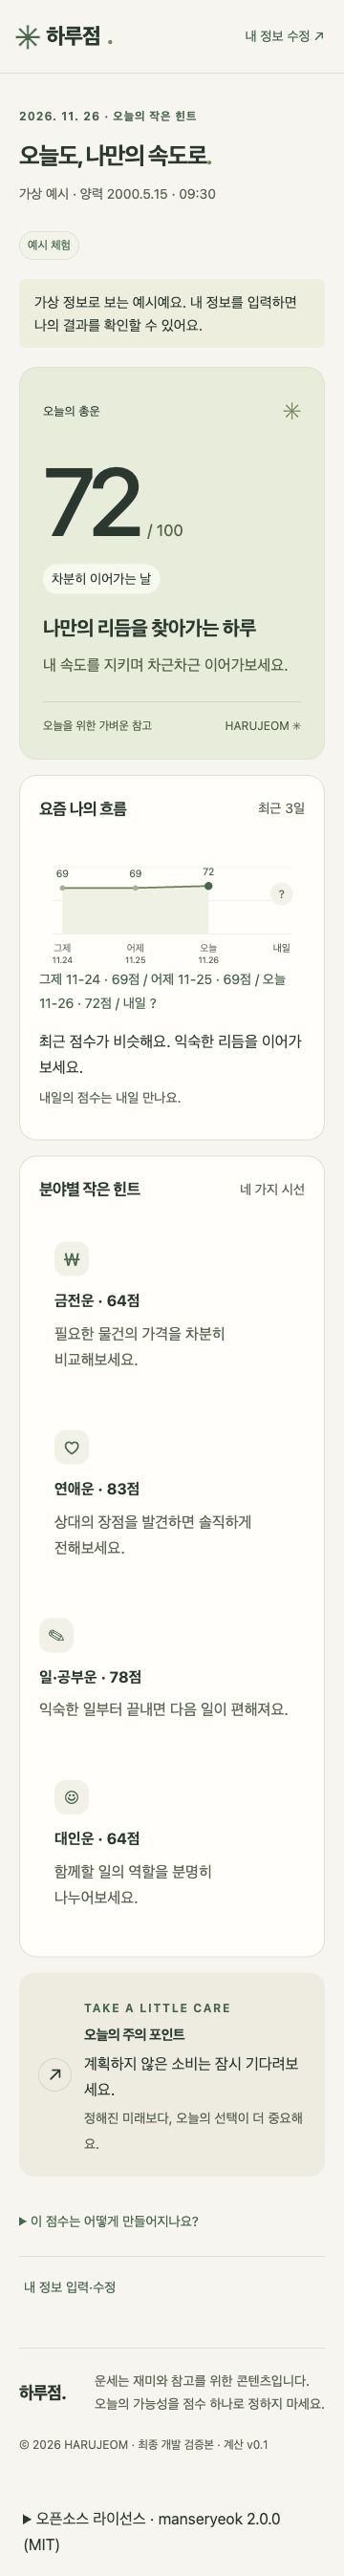 하루점 .
내 정보 수정 ↗
2026. 11. 26 · 오늘의 작은 힌트
오늘도, 나만의 속도로.
가상 예시 · 양력 2000.5.15 · 09:30
예시 체험
가상 정보로 보는 예시예요. 내 정보를 입력하면
나의 결과를 확인할 수 있어요.
오늘의 총운
72 / 100
차분히 이어가는 날
나만의 리듬을 찾아가는 하루
내 속도를 지키며 차근차근 이어가보세요.
오늘을 위한 가벼운 참고
HARUJEOM ✳
요즘 나의 흐름
최근 3일
69
69
72
?
그제
11.24
어제
11.25
오늘
11.26
내일
그제 11-24 · 69점 / 어제 11-25 · 69점 / 오늘
11-26 · 72점 / 내일 ?
최근 점수가 비슷해요. 익숙한 리듬을 이어가
보세요.
내일의 점수는 내일 만나요.
분야별 작은 힌트
네 가지 시선
₩
금전운 · 64점
필요한 물건의 가격을 차분히
비교해보세요.
연애운 · 83점
상대의 장점을 발견하면 솔직하게
전해보세요.
일·공부운 · 78점
익숙한 일부터 끝내면 다음 일이 편해져요.
대인운 · 64점
함께할 일의 역할을 분명히
나누어보세요.
TAKE A LITTLE CARE
오늘의 주의 포인트
↗
계획하지 않은 소비는 잠시 기다려보
세요.
정해진 미래보다, 오늘의 선택이 더 중요해
요.
▶ 이 점수는 어떻게 만들어지나요?
내 정보 입력·수정
하루점.
운세는 재미와 참고를 위한 콘텐츠입니다.
오늘의 가능성을 점수 하나로 정하지 마세요.
© 2026 HARUJEOM · 최종 개발 검증본 · 계산 v0.1
▶ 오픈소스 라이선스 · manseryeok 2.0.0
(MIT)